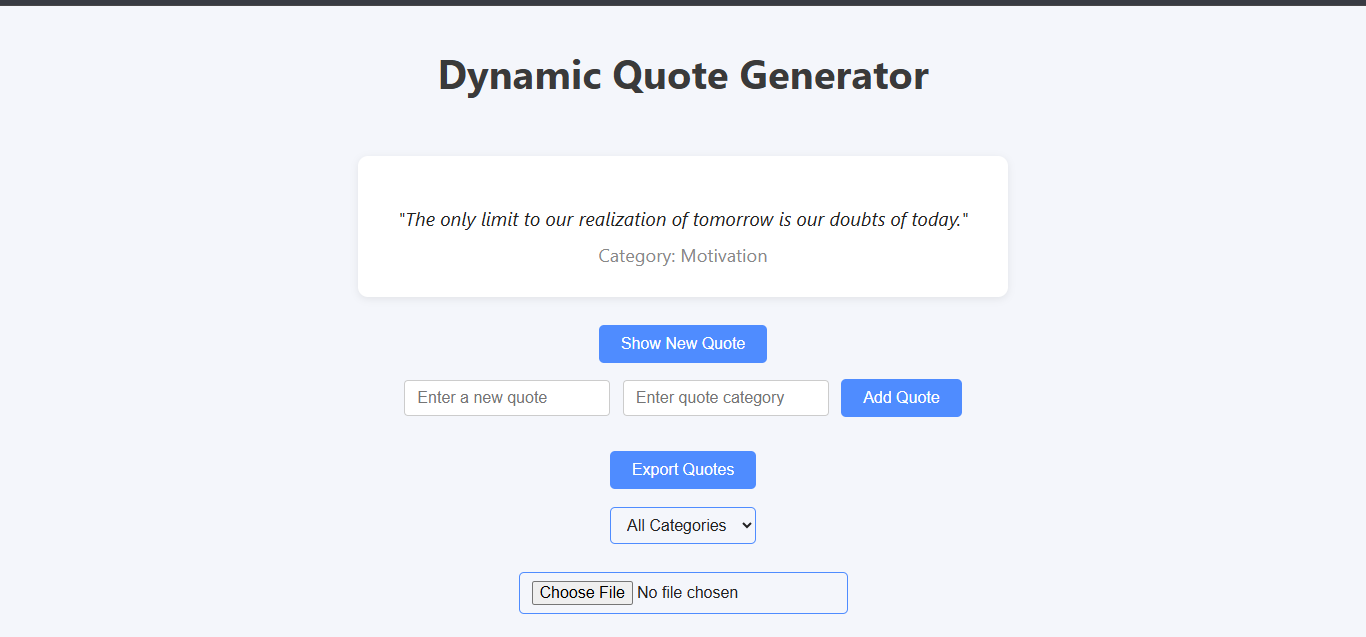 Dynamic Quote Generator
"The only limit to our realization of tomorrow is our doubts of today."
Category: Motivation
Show New Quote
Enter a new quote Enter quote category Add Quote
Export Quotes
All Categories
Choose File No file chosen